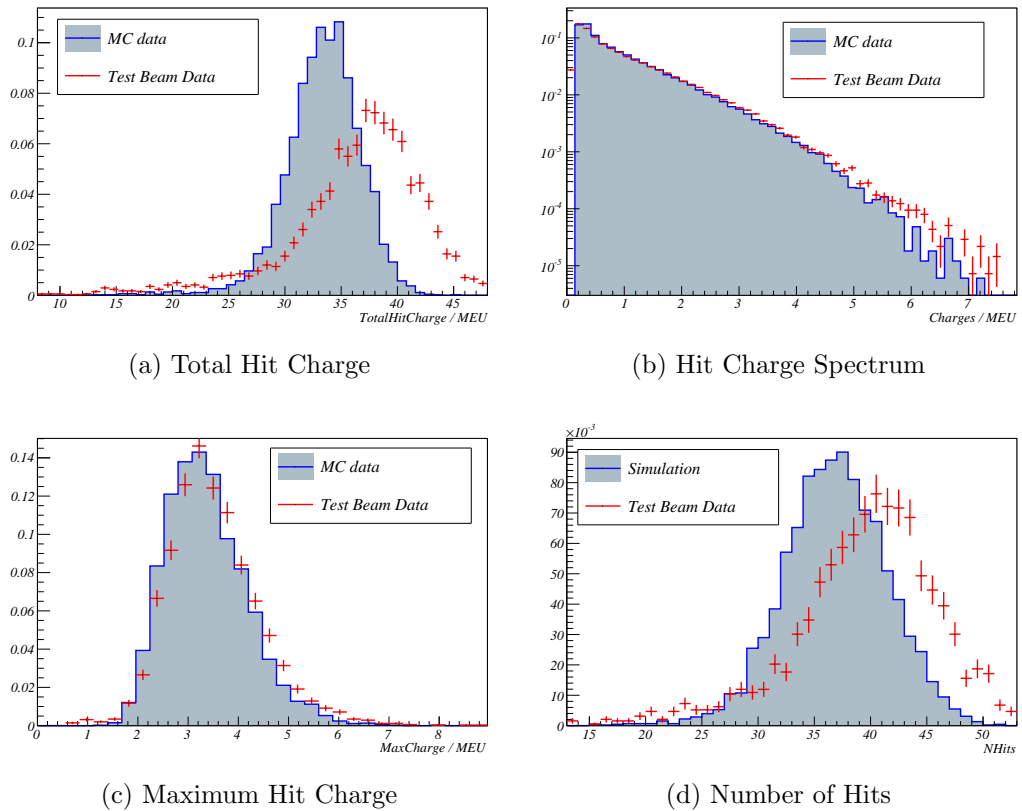 0.1
0.08
0.06
0.04
0.02
0
MC data
Test Beam Data
10 15 20 25 30 35 40 45
TotalHitCharge / MEU
(a) Total Hit Charge
10⁻¹
10⁻²
10⁻³
10⁻⁴
10⁻⁵
MC data
Test Beam Data
0 1 2 3 4 5 6 7
Charges / MEU
(b) Hit Charge Spectrum
0.14
0.12
0.1
0.08
0.06
0.04
0.02
0
MC data
Test Beam Data
0 1 2 3 4 5 6 7 8
MaxCharge / MEU
(c) Maximum Hit Charge
×10⁻³
90
80
70
60
50
40
30
20
10
0
Simulation
Test Beam Data
15 20 25 30 35 40 45 50
NHits
(d) Number of Hits